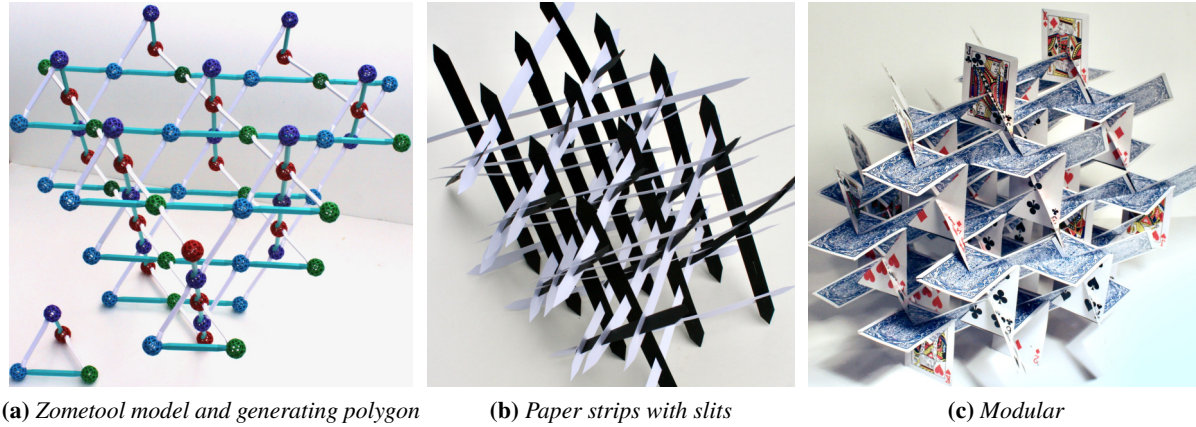 (a) Zometool model and generating polygon
(b) Paper strips with slits
(c) Modular